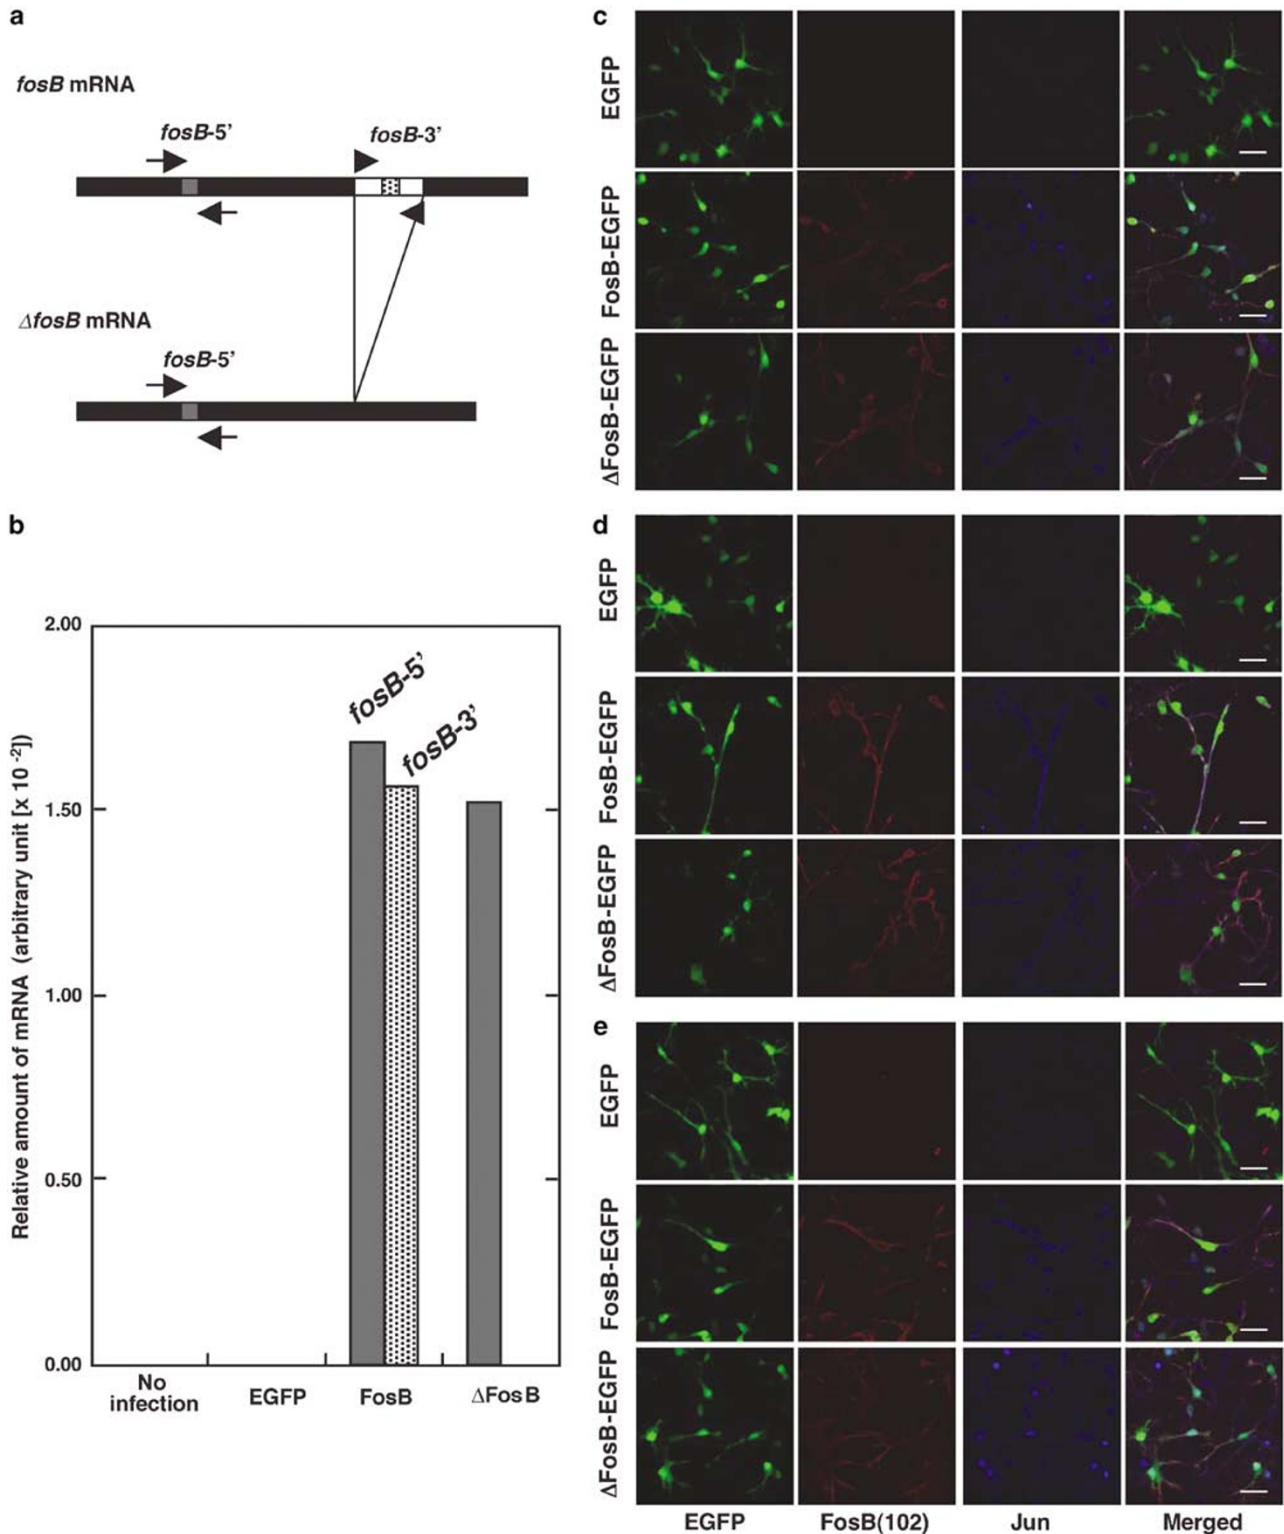 a
fosB mRNA
fosB-5’
fosB-3’
ΔfosB mRNA
fosB-5’
b
2.00
1.50
1.00
0.50
0.00
Relative amount of mRNA (arbitrary unit [x 10 -2])
fosB-5’
fosB-3’
No
infection
EGFP
FosB
ΔFosB
c
EGFP
FosB-EGFP
ΔFosB-EGFP
d
EGFP
FosB-EGFP
ΔFosB-EGFP
e
EGFP
FosB-EGFP
ΔFosB-EGFP
EGFP
FosB(102)
Jun
Merged